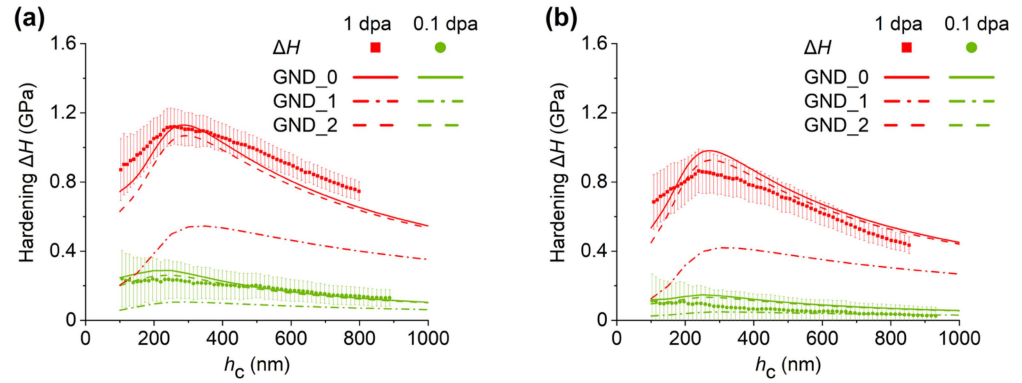 (a)
1 dpa 0.1 dpa
ΔH
GND_0
GND_1
GND_2
1.6
1.2
0.8
0.4
0
Hardening ΔH (GPa)
0 200 400 600 800 1000
hc (nm)
(b)
1 dpa 0.1 dpa
ΔH
GND_0
GND_1
GND_2
1.6
1.2
0.8
0.4
0
Hardening ΔH (GPa)
0 200 400 600 800 1000
hc (nm)